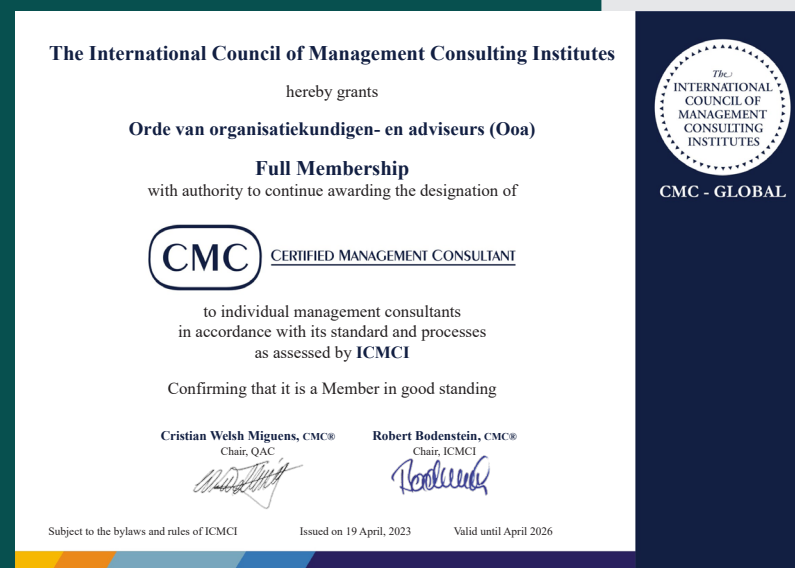 The International Council of Management Consulting Institutes
hereby grants
Orde van organisatiekundigen- en adviseurs (Ooa)
Full Membership
with authority to continue awarding the designation of
CMC CERTIFIED MANAGEMENT CONSULTANT
to individual management consultants
in accordance with its standard and processes
as assessed by ICMCI
Confirming that it is a Member in good standing
Cristian Welsh Miguens, CMC® Robert Bodenstein, CMC®
Chair, QAC Chair, ICMCI
Subject to the bylaws and rules of ICMCI Issued on 19 April, 2023 Valid until April 2026
The
INTERNATIONAL
COUNCIL OF
MANAGEMENT
CONSULTING
INSTITUTES
CMC - GLOBAL